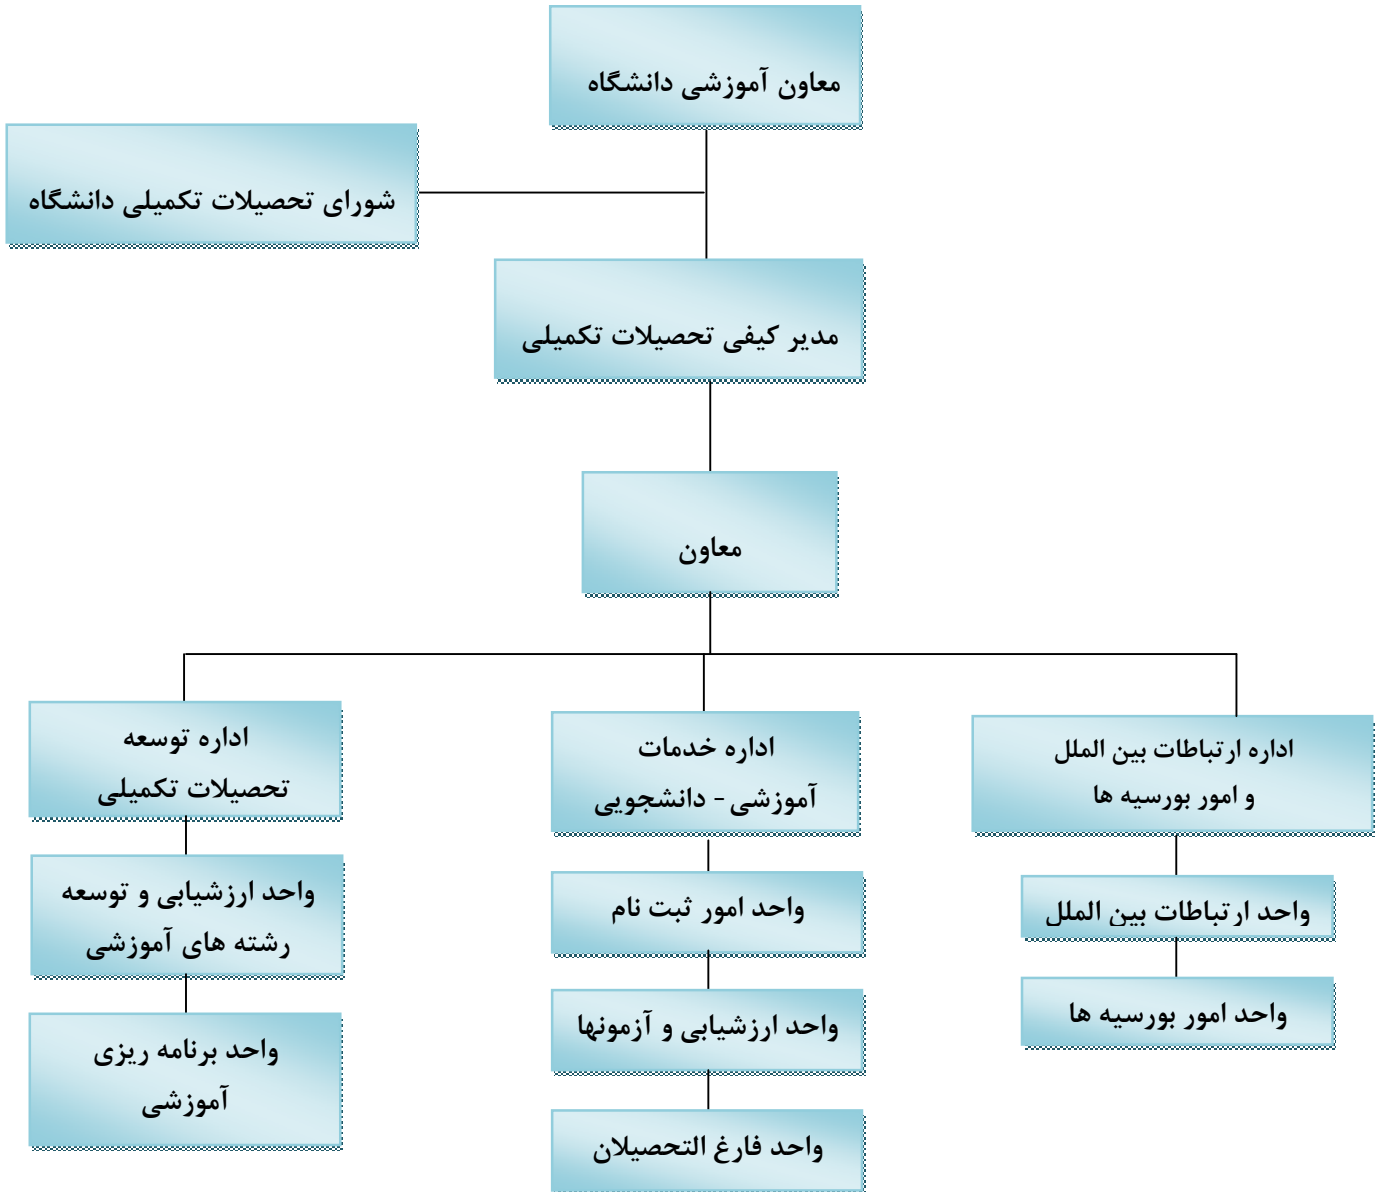 معاون آموزشی دانشگاه
شورای تحصیلات تکمیلی دانشگاه
مدیر کیفی تحصیلات تکمیلی
معاون
اداره ارتباطات بین الملل
و امور بورسیه ها
واحد ارتباطات بین الملل
واحد امور بورسیه ها
اداره خدمات
آموزشی - دانشجویی
واحد امور ثبت نام
واحد ارزشیابی و آزمونها
واحد فارغ التحصیلان
اداره توسعه
تحصیلات تکمیلی
واحد ارزشیابی و توسعه
رشته های آموزشی
واحد برنامه ریزی
آموزشی